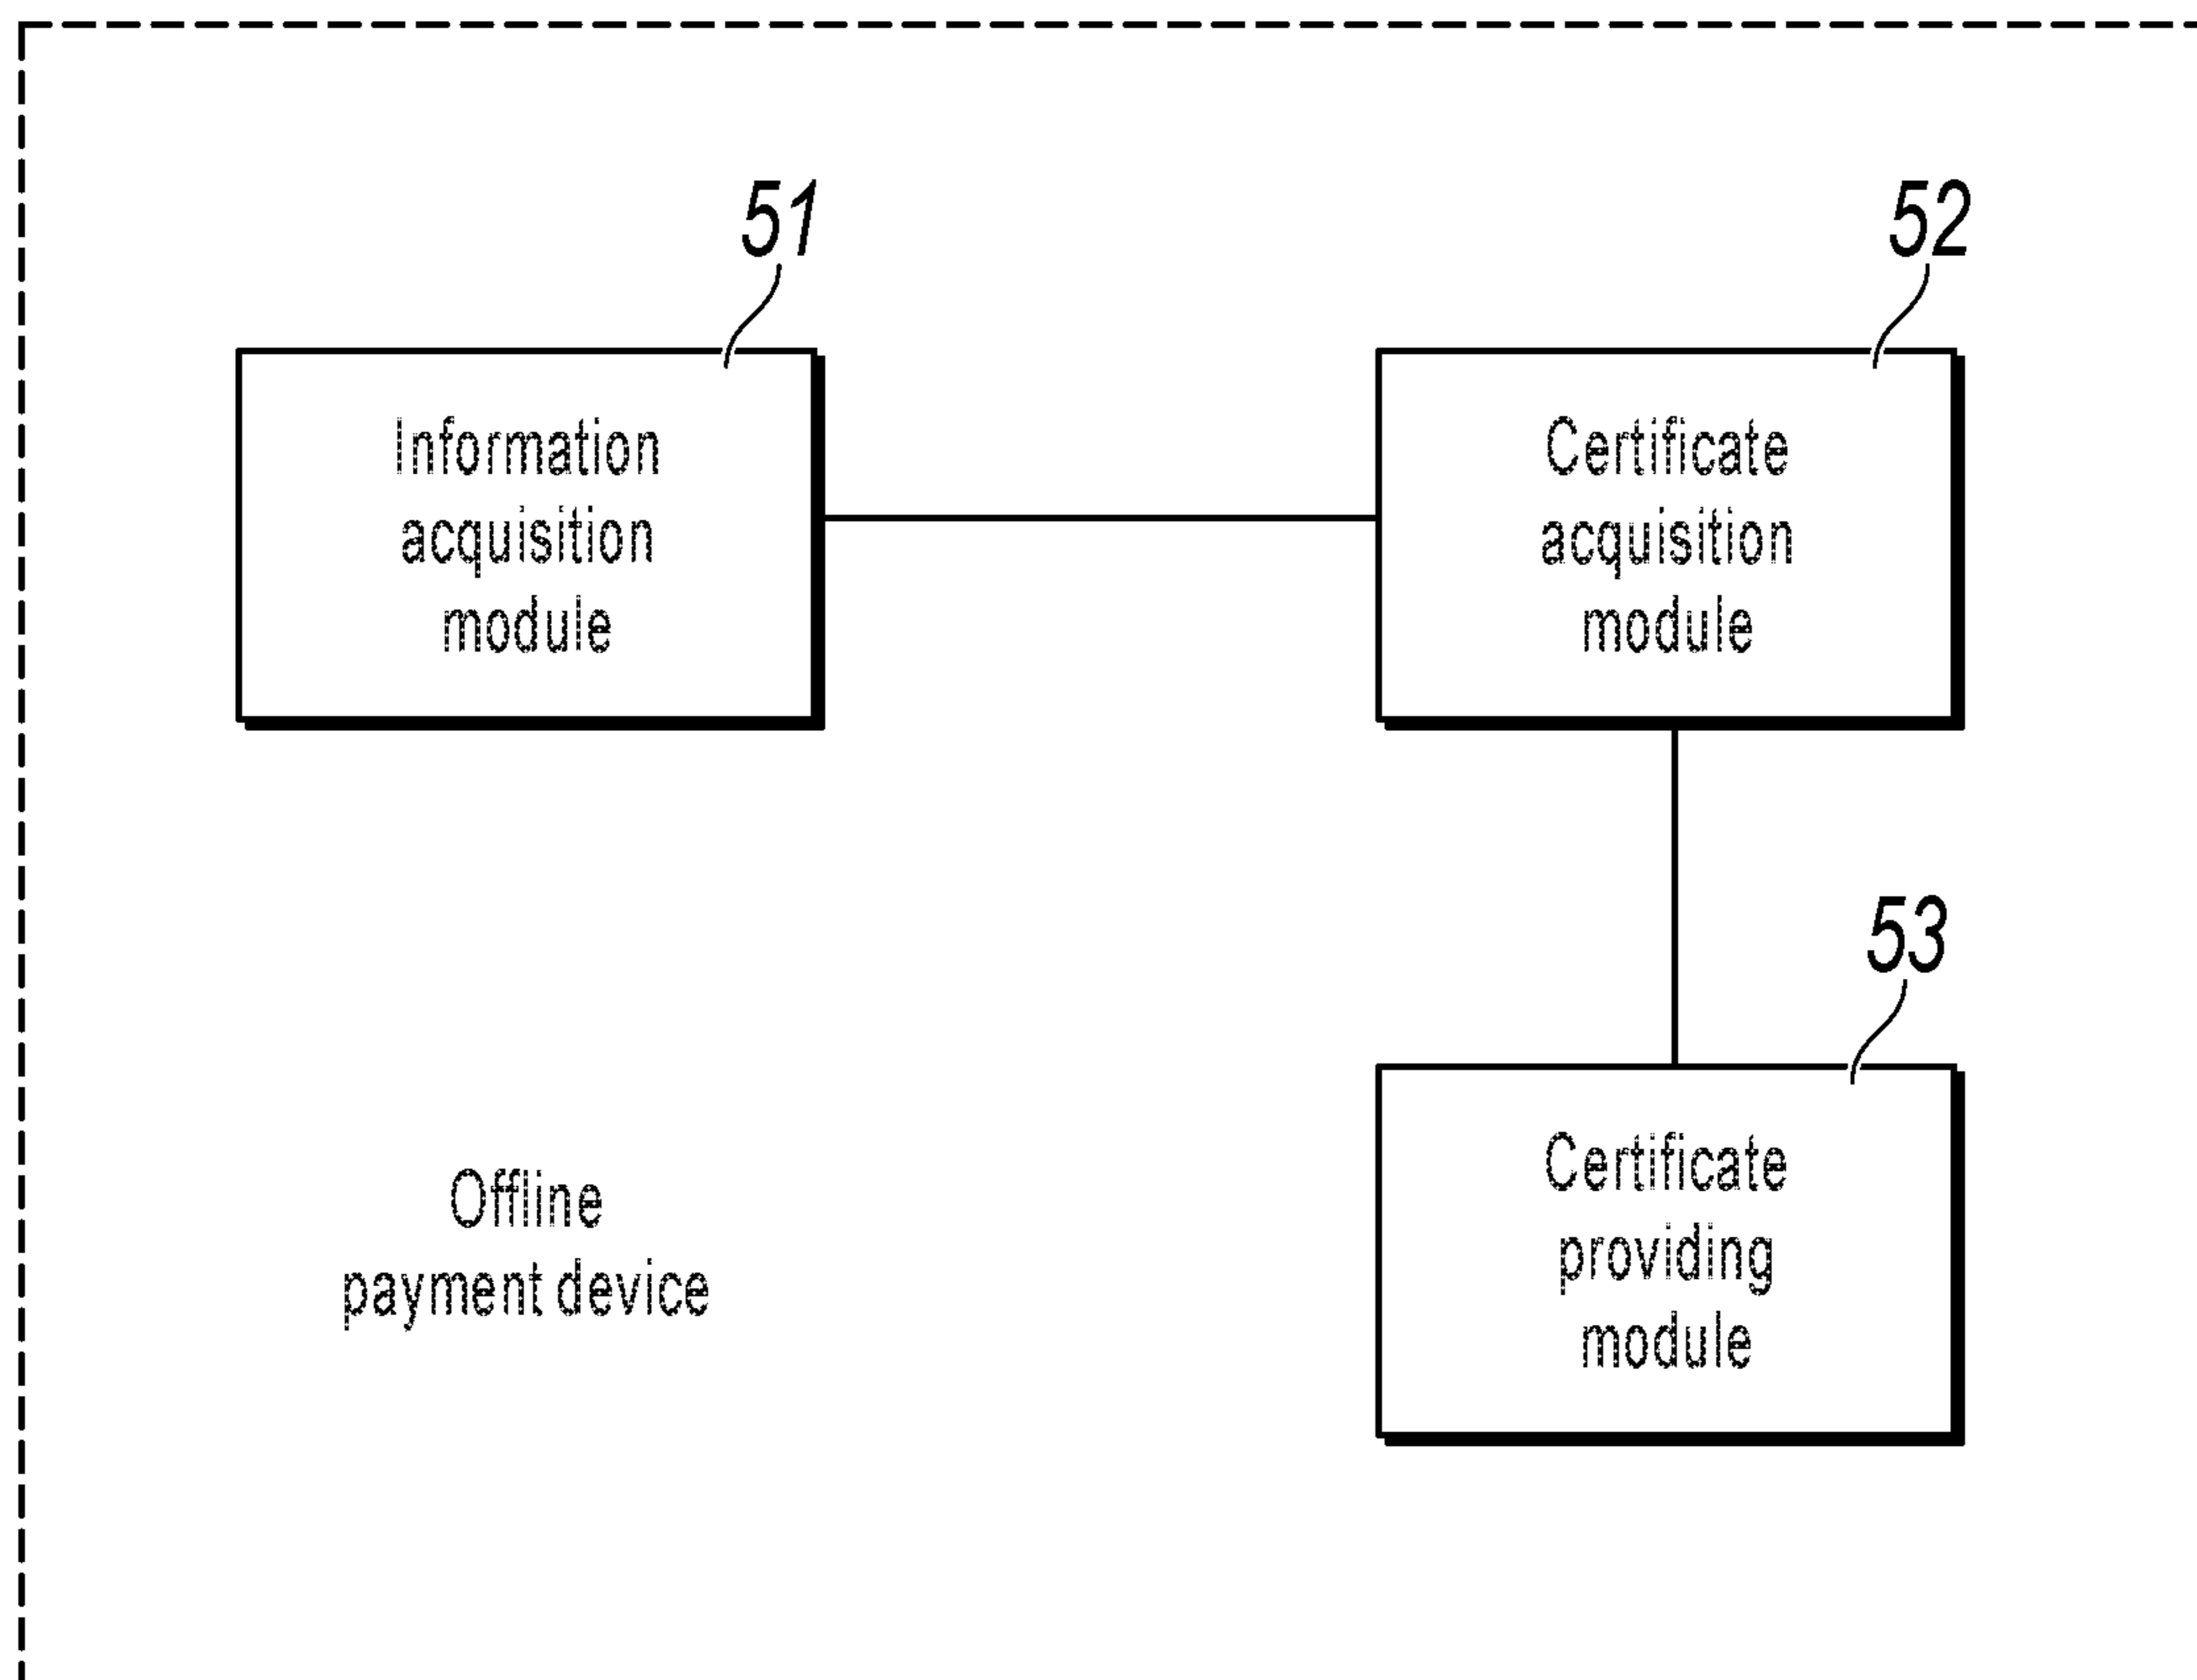 51
Information
acquisition
module
52
Certificate
acquisition
module
53
Certificate
providing
module
Offline
payment device